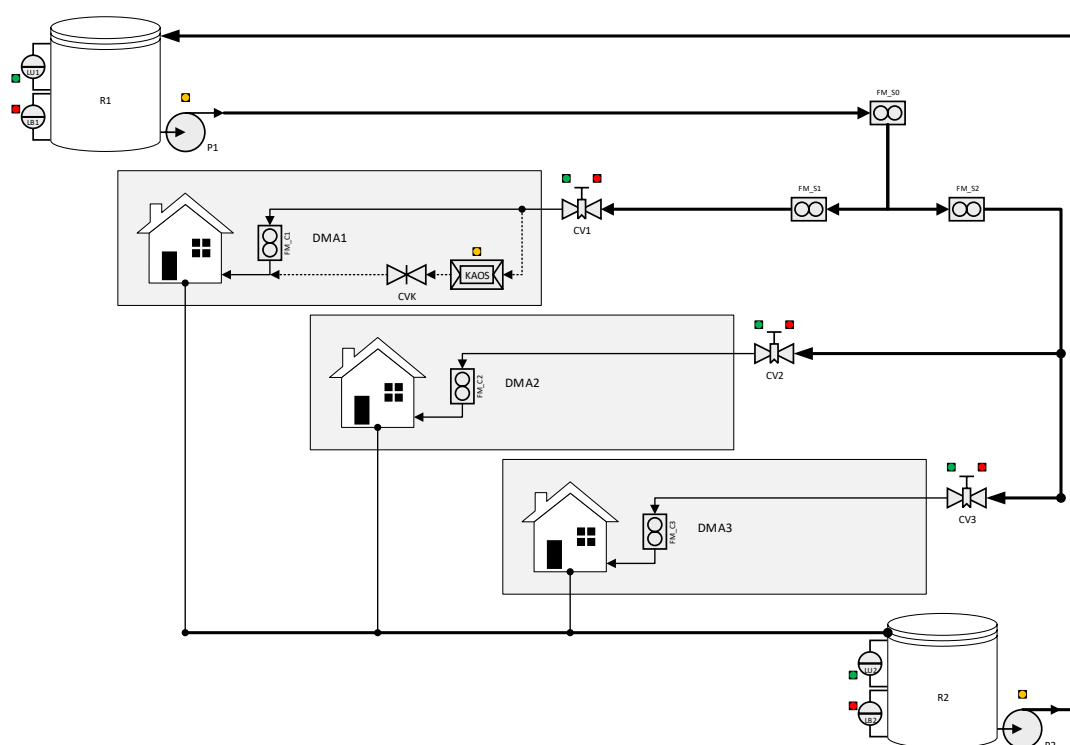 LU1
R1
LB1
P1
FM_S0
FM_S1
FM_S2
CV1
FM_C1
DMA1
KAOS
CVK
CV2
FM_C2
DMA2
CV3
FM_C3
DMA3
LU2
R2
LB2